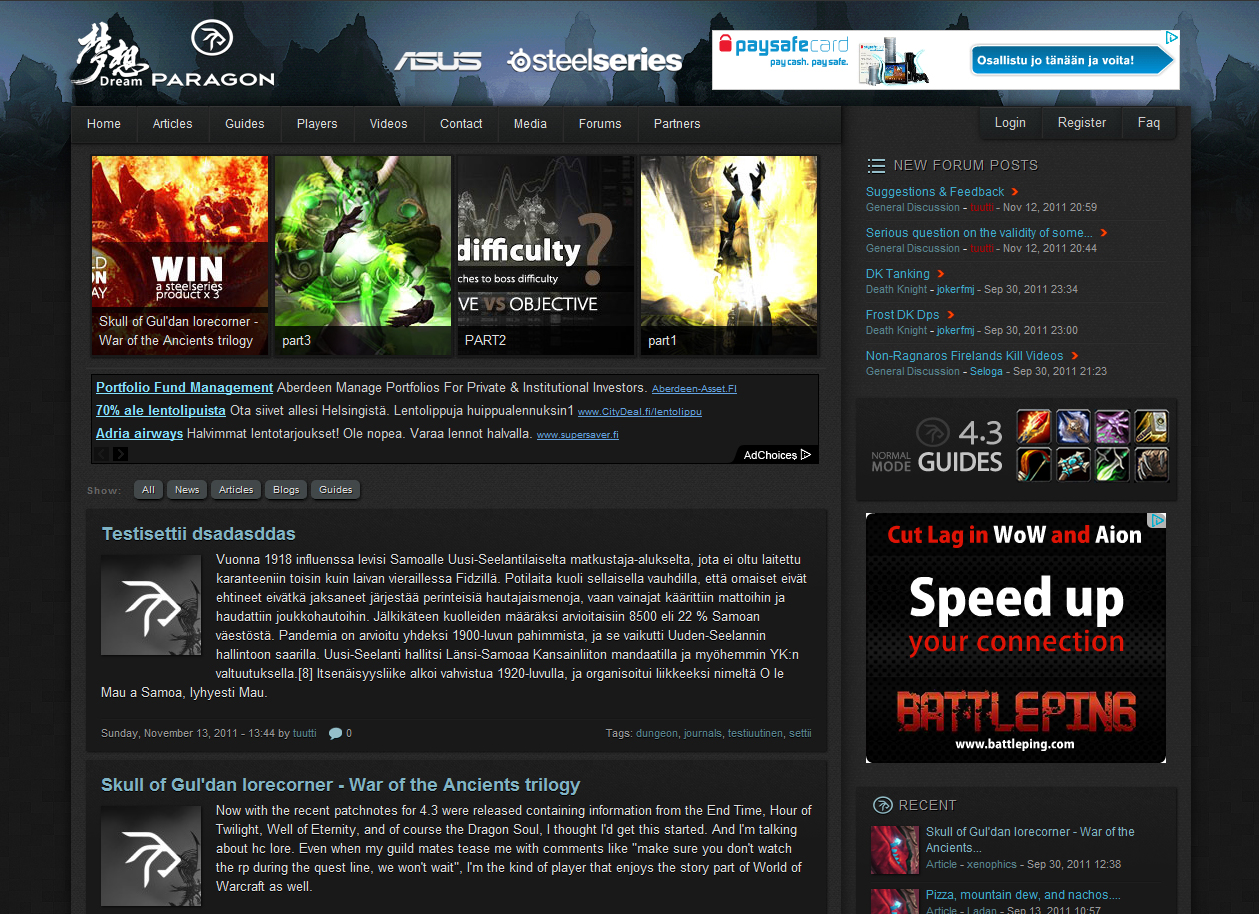 梦想
Dream PARAGON
ASUS steelseries
paysafecard
pay cash. pay safe.
Osallistu jo tänään ja voita!
Home Articles Guides Players Videos Contact Media Forums Partners
Login Register Faq
WIN
a steelseries
product x 3
Skull of Gul'dan lorecorner -
War of the Ancients trilogy
part3
difficulty?
ches to boss difficulty
VE VS OBJECTIVE
PART2
part1
Portfolio Fund Management Aberdeen Manage Portfolios For Private & Institutional Investors. Aberdeen-Asset.FI
70% ale lentolipuista Ota siivet allesi Helsingistä. Lentolippuja huippualennuksin1 www.CityDeal.fi/lentolippu
Adria airways Halvimmat lentotarjoukset! Ole nopea. Varaa lennot halvalla. www.supersaver.fi
AdChoices
Show: All News Articles Blogs Guides
Testisettii dsadasddas
Vuonna 1918 influenssa levisi Samoalle Uusi-Seelantilaiselta matkustaja-alukselta, jota ei oltu laitettu
karanteeniin toisin kuin laivan vieraillessa Fidzillä. Potilaita kuoli sellaisella vauhdilla, että omaiset eivät
ehtineet eivätkä jaksaneet järjestää perinteisiä hautajaismenoja, vaan vainajat käärittiin mattoihin ja
haudattiin joukkohautoihin. Jälkikäteen kuolleiden määräksi arvioitaisiin 8500 eli 22 % Samoan
väestöstä. Pandemia on arvioitu yhdeksi 1900-luvun pahimmista, ja se vaikutti Uuden-Seelannin
hallintoon saarilla. Uusi-Seelanti hallitsi Länsi-Samoaa Kansainliiton mandaatilla ja myöhemmin YK:n
valtuutuksella.[8] Itsenäisyysliike alkoi vahvistua 1920-luvulla, ja organisoitui liikkeeksi nimeltä O le
Mau a Samoa, lyhyesti Mau.
Sunday, November 13, 2011 - 13:44 by tuutti 0
Tags: dungeon, journals, testiuutinen, settii
Skull of Gul'dan lorecorner - War of the Ancients trilogy
Now with the recent patchnotes for 4.3 were released containing information from the End Time, Hour of
Twilight, Well of Eternity, and of course the Dragon Soul, I thought I'd get this started. And I'm talking
about hc lore. Even when my guild mates tease me with comments like "make sure you don't watch
the rp during the quest line, we won't wait", I'm the kind of player that enjoys the story part of World of
Warcraft as well.
NEW FORUM POSTS
Suggestions & Feedback
General Discussion - tuutti - Nov 12, 2011 20:59
Serious question on the validity of some...
General Discussion - tuutti - Nov 12, 2011 20:44
DK Tanking
Death Knight - jokerfmj - Sep 30, 2011 23:34
Frost DK Dps
Death Knight - jokerfmj - Sep 30, 2011 23:00
Non-Ragnaros Firelands Kill Videos
General Discussion - Seloga - Sep 30, 2011 21:23
4.3
NORMAL
MODE GUIDES
Cut Lag in WoW and Aion
Speed up
your connection
BATTLEPING
www.battleping.com
RECENT
Skull of Gul'dan lorecorner - War of the
Ancients...
Article - xenophics - Sep 30, 2011 12:38
Pizza, mountain dew, and nachos....
Article - Ladan - Sep 13, 2011 10:57